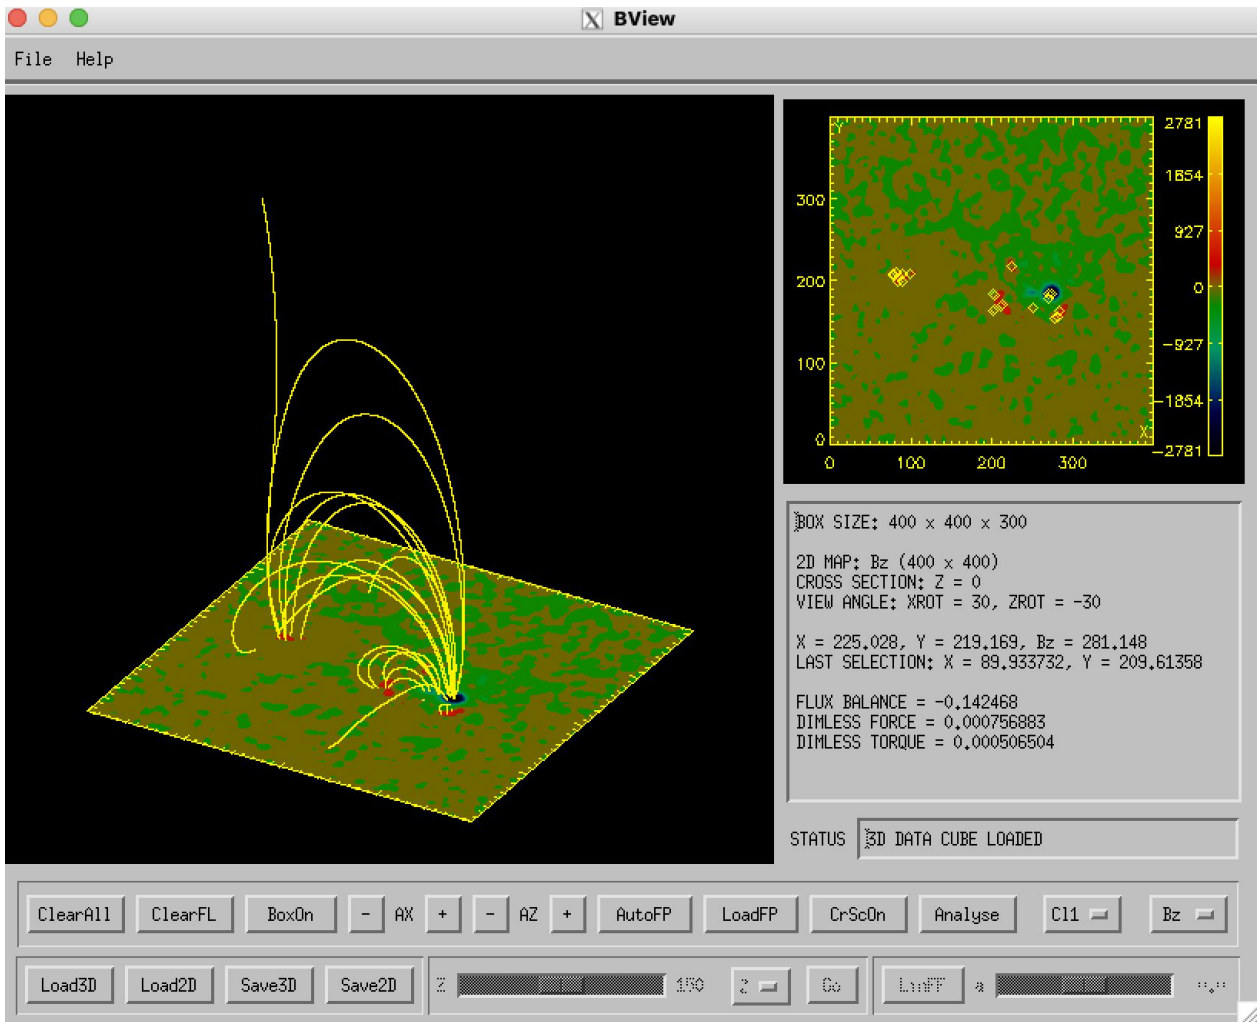 BView
File Help
Y
2781
1854
927
0
-927
-1854
-2781
300
200
100
0
X
0 100 200 300
BOX SIZE: 400 x 400 x 300
2D MAP: Bz (400 x 400)
CROSS SECTION: Z = 0
VIEW ANGLE: XROT = 30, ZROT = -30
X = 225.028, Y = 219.169, Bz = 281.148
LAST SELECTION: X = 89.933732, Y = 209.61358
FLUX BALANCE = -0.142468
DIMLESS FORCE = 0.000756883
DIMLESS TORQUE = 0.000506504
STATUS 3D DATA CUBE LOADED
ClearAll ClearFL BoxOn - AX + - AZ + AutoFP LoadFP CrScOn Analyse Cl1 Bz
Load3D Load2D Save3D Save2D Z 150 Z Go LinFF a